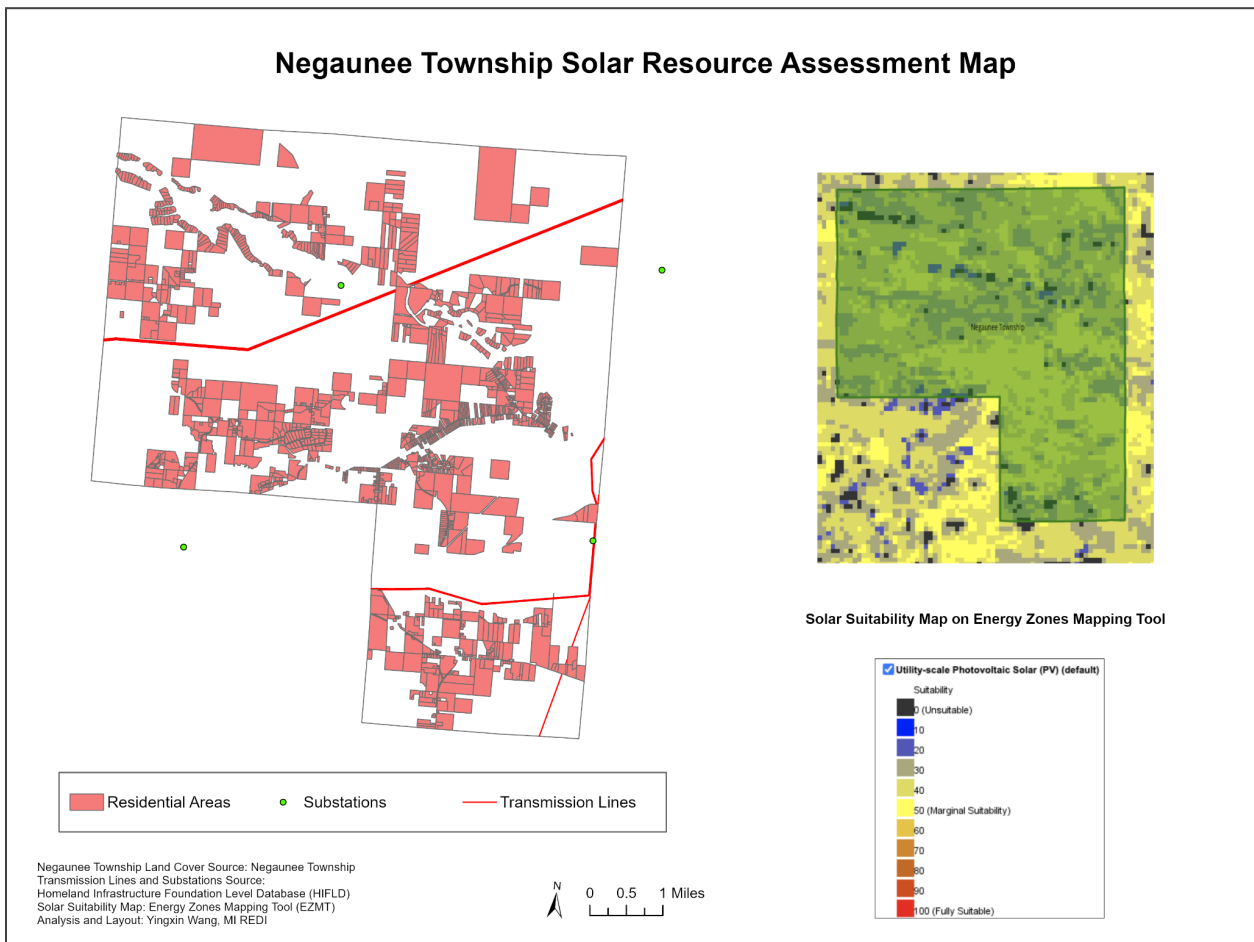 Negaunee Township Solar Resource Assessment Map
Negaunee Township
Solar Suitability Map on Energy Zones Mapping Tool
Utility-scale Photovoltaic Solar (PV) (default)
Suitability
0 (Unsuitable)
10
20
30
40
50 (Marginal Suitability)
60
70
80
90
100 (Fully Suitable)
Residential Areas
Substations
Transmission Lines
Negaunee Township Land Cover Source: Negaunee Township
Transmission Lines and Substations Source:
Homeland Infrastructure Foundation Level Database (HIFLD)
Solar Suitability Map: Energy Zones Mapping Tool (EZMT)
Analysis and Layout: Yingxin Wang, MI REDI
N
0 0.5 1 Miles